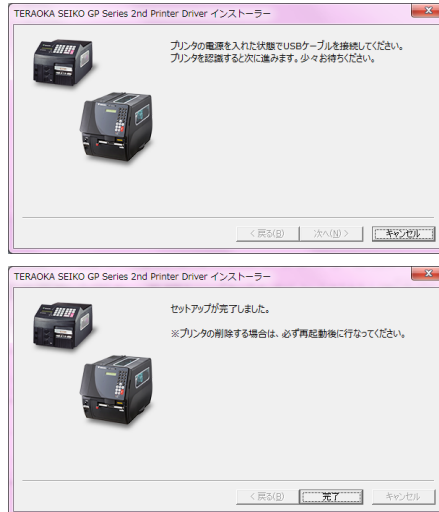 TERAOKA SEIKO GP Series 2nd Printer Driver インストーラー
プリンタの電源を入れた状態でUSBケーブルを接続してください。
プリンタを認識すると次に進みます。少々お待ちください。
< 戻る(B)
次へ(N) >
キャンセル
TERAOKA SEIKO GP Series 2nd Printer Driver インストーラー
セットアップが完了しました。
※プリンタの削除する場合は、必ず再起動後に行なってください。
< 戻る(B)
完了
キャンセル